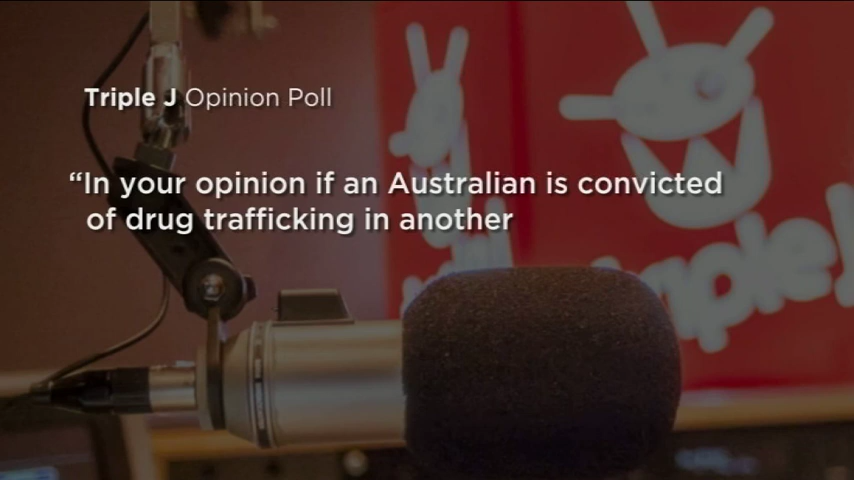 Triple J Opinion Poll
“In your opinion if an Australian is convicted
of drug trafficking in another